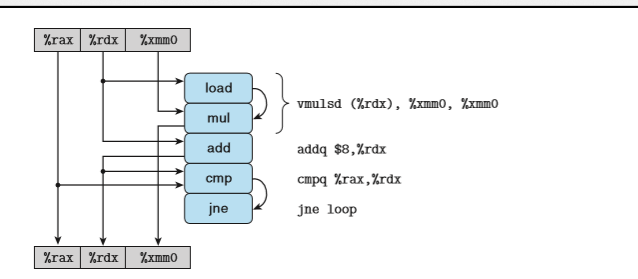 %rax %rdx %xmm0
load
mul
vmulsd (%rdx), %xmm0, %xmm0
add
addq $8,%rdx
cmp
cmpq %rax,%rdx
jne
jne loop
%rax %rdx %xmm0